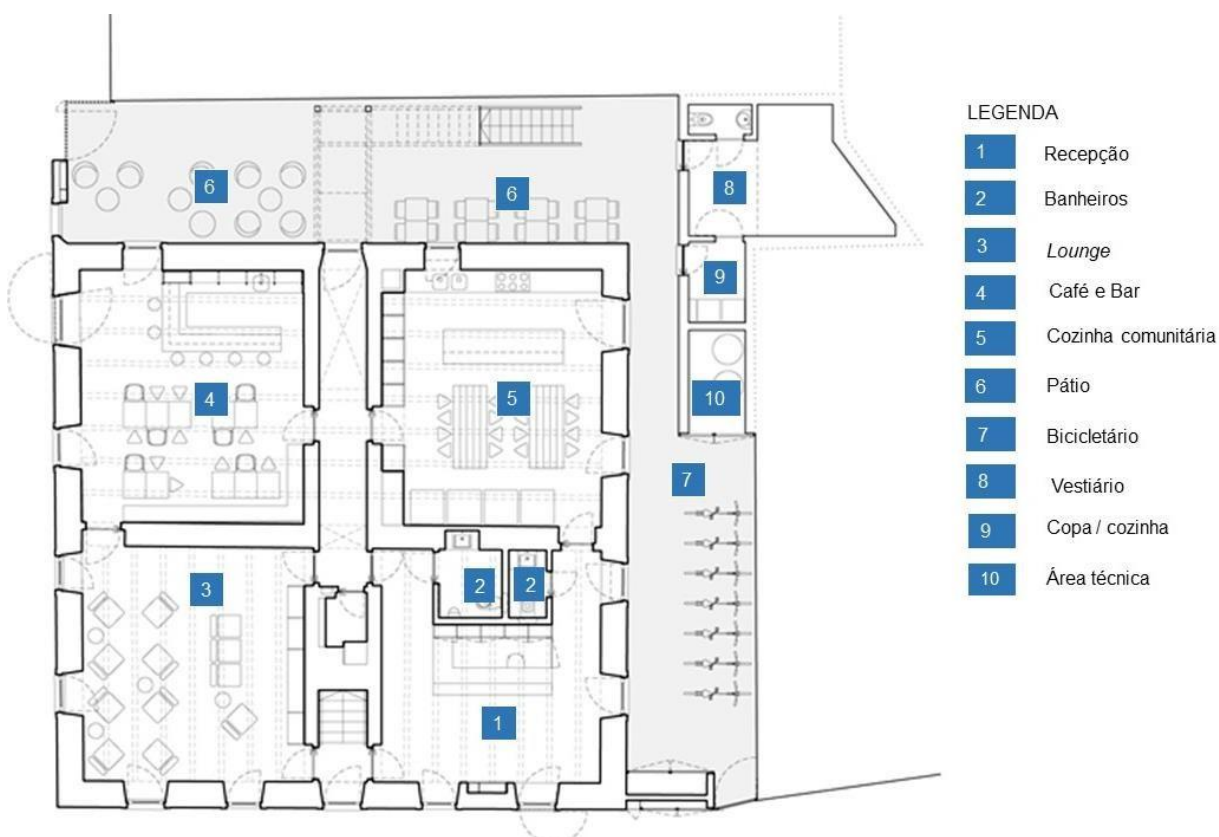 LEGENDA
1 Recepção
2 Banheiros
3 Lounge
4 Café e Bar
5 Cozinha comunitária
6 Pátio
7 Bicicletário
8 Vestiário
9 Copa / cozinha
10 Área técnica
6
6
8
9
4
5
10
7
3
2
2
1